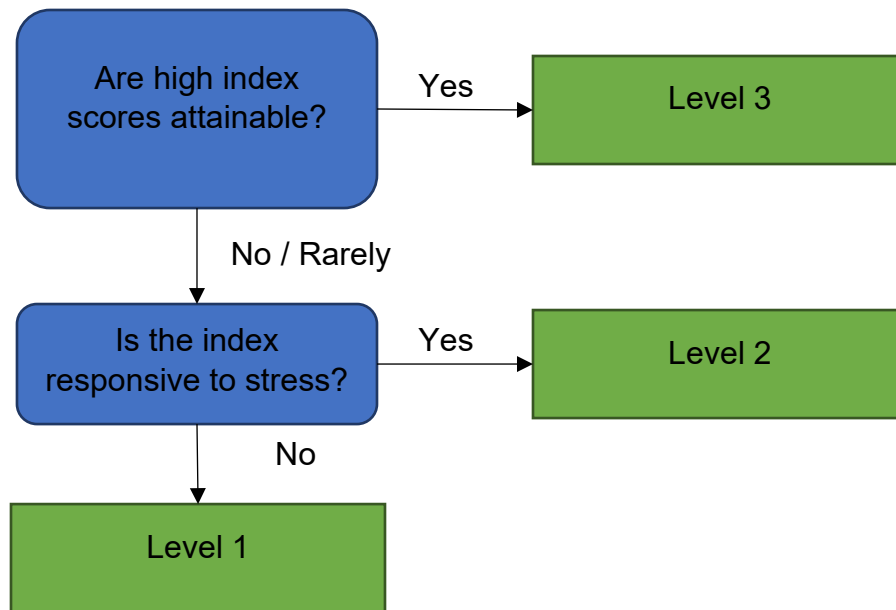 Are high index
scores attainable?
Yes
Level 3
No / Rarely
Is the index
responsive to stress?
Yes
Level 2
No
Level 1